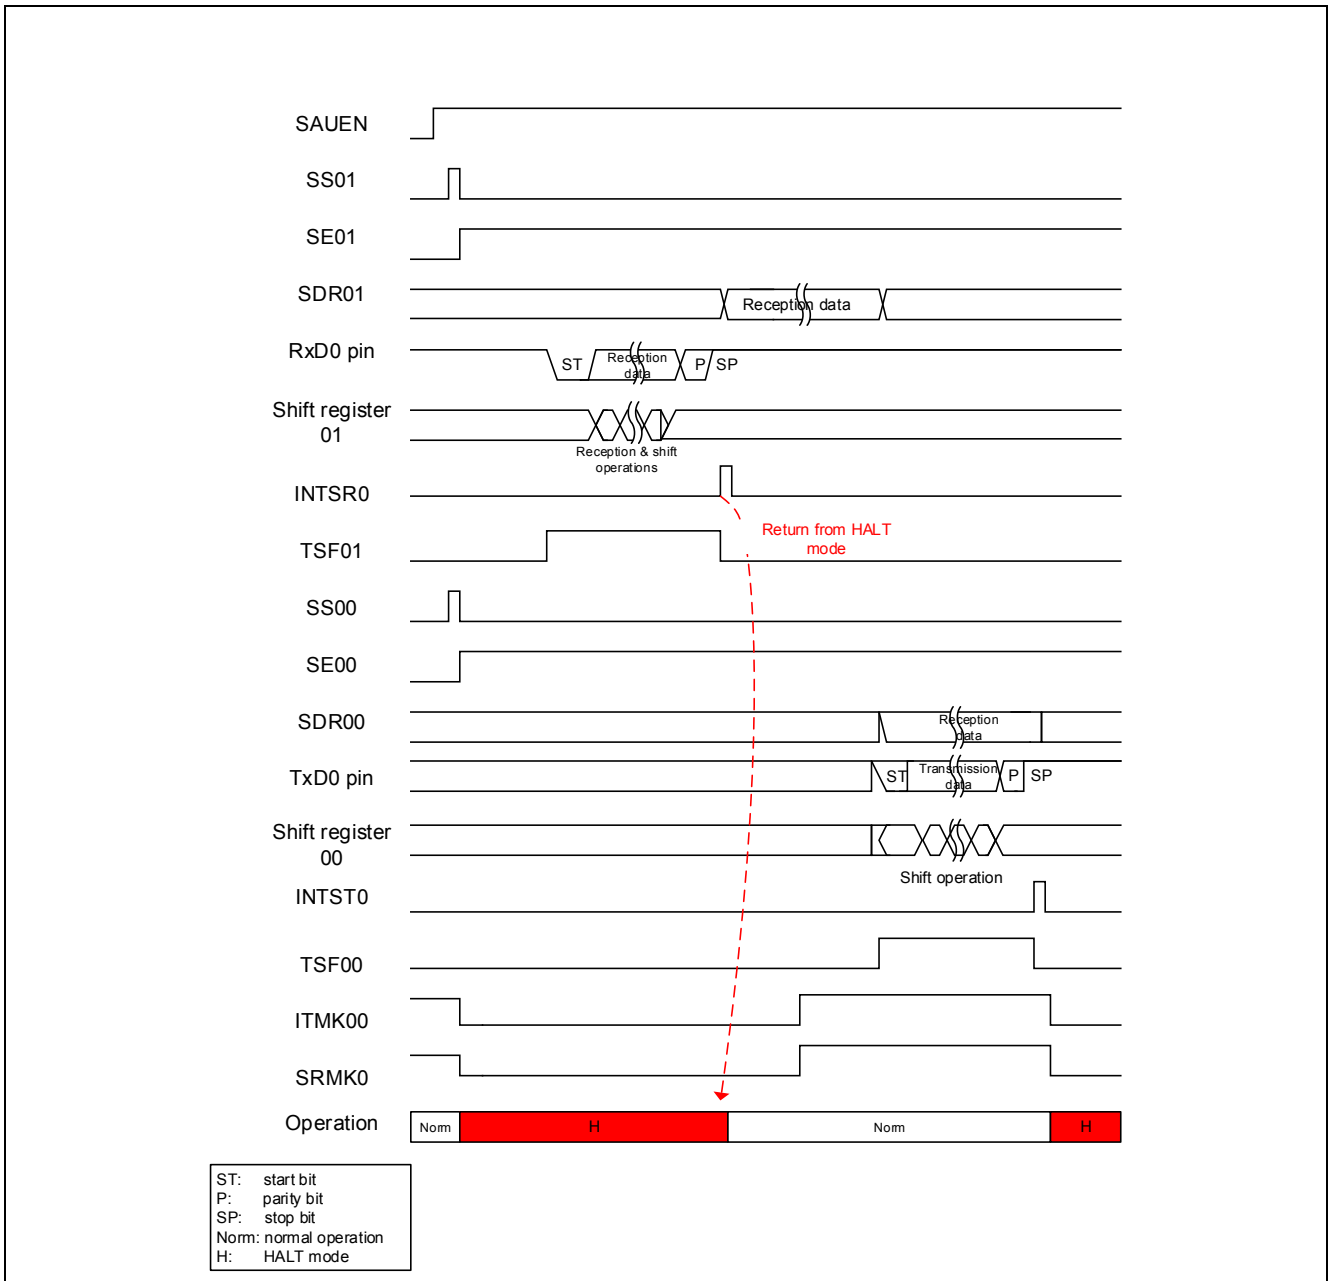 SAUEN
SS01
SE01
SDR01
Reception data
RxD0 pin
ST
Reception
data
P
SP
Shift register
01
Reception & shift
operations
INTSR0
Return from HALT
mode
TSF01
SS00
SE00
SDR00
Reception
data
TxD0 pin
ST
Transmission
data
P
SP
Shift register
00
Shift operation
INTST0
TSF00
ITMK00
SRMK0
Operation
Norm
H
Norm
H
ST: start bit
P: parity bit
SP: stop bit
Norm: normal operation
H: HALT mode